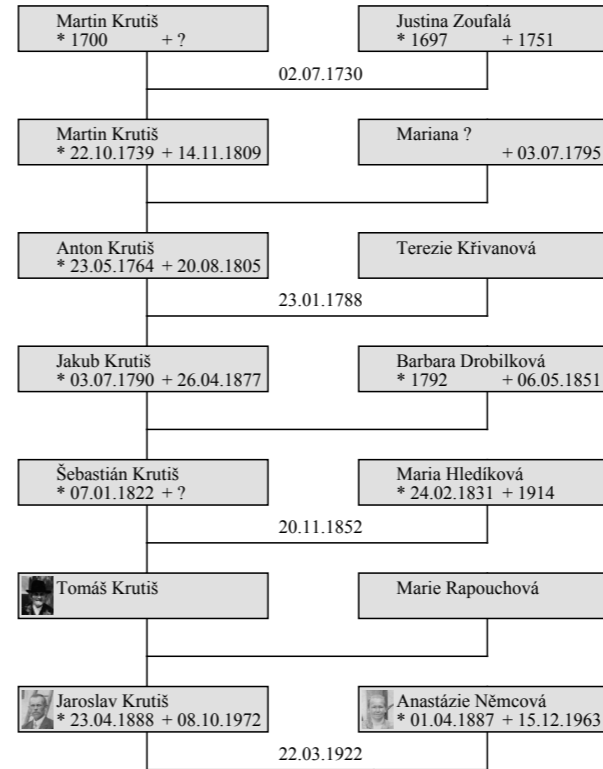 Martin Krutiš
* 1700 + ?
Justina Zoufalá
* 1697 + 1751
02.07.1730
Martin Krutiš
* 22.10.1739 + 14.11.1809
Mariana ?
+ 03.07.1795
Anton Krutiš
* 23.05.1764 + 20.08.1805
Terezie Křivanová
23.01.1788
Jakub Krutiš
* 03.07.1790 + 26.04.1877
Barbara Drobilková
* 1792 + 06.05.1851
Šebastián Krutiš
* 07.01.1822 + ?
Maria Hledíková
* 24.02.1831 + 1914
20.11.1852
Tomáš Krutiš
Marie Rapouchová
Jaroslav Krutiš
* 23.04.1888 + 08.10.1972
Anastázie Němcová
* 01.04.1887 + 15.12.1963
22.03.1922